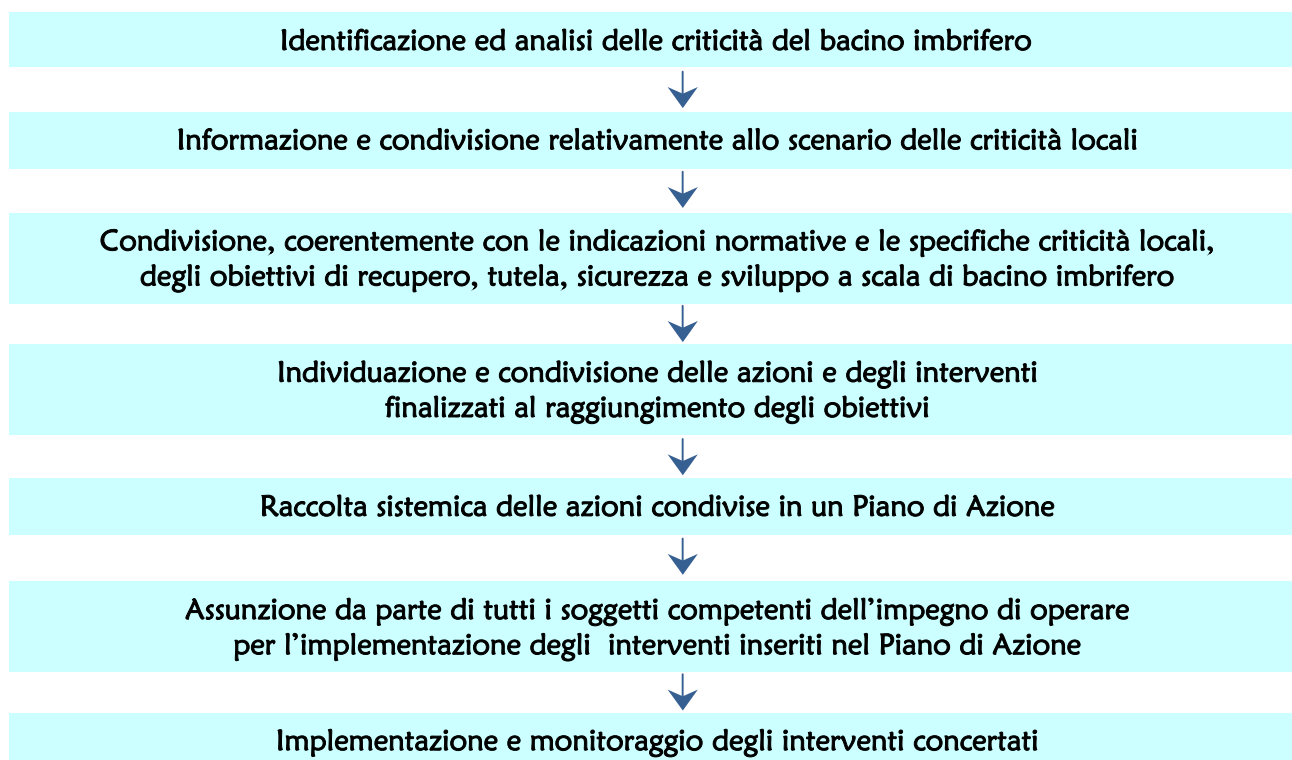 Identificazione ed analisi delle criticità del bacino imbrifero
Informazione e condivisione relativamente allo scenario delle criticità locali
Condivisione, coerentemente con le indicazioni normative e le specifiche criticità locali,
degli obiettivi di recupero, tutela, sicurezza e sviluppo a scala di bacino imbrifero
Individuazione e condivisione delle azioni e degli interventi
finalizzati al raggiungimento degli obiettivi
Raccolta sistemica delle azioni condivise in un Piano di Azione
Assunzione da parte di tutti i soggetti competenti dell’impegno di operare
per l’implementazione degli  interventi inseriti nel Piano di Azione
Implementazione e monitoraggio degli interventi concertati